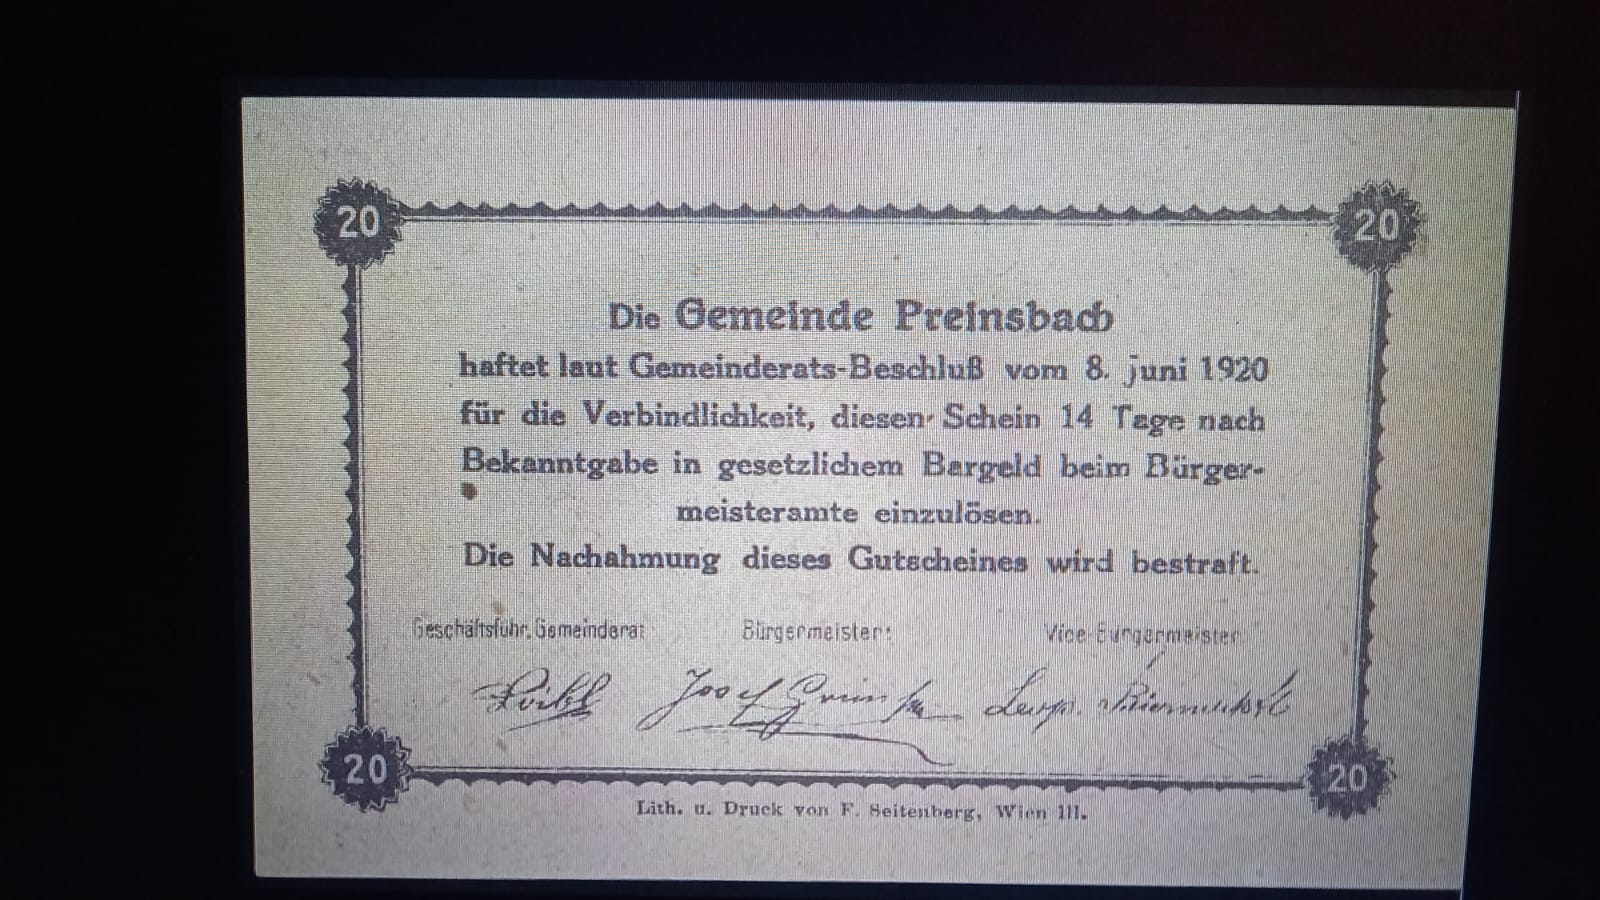 20 20
Die Gemeinde Preinsbach
haftet laut Gemeinderats-Beschluß vom 8. juni 1920
für die Verbindlichkeit, diesen Schein 14 Tage nach
Bekanntgabe in gesetzlichem Bargeld beim Bürger-
meisteramte einzulösen.
Die Nachahmung dieses Gutscheines wird bestraft.
Geschäftsführ. Gemeinderat Bürgermeister: Vice-Bürgermeister
Josef
20 20
Lith. u. Druck von F. Seitenberg, Wien III.